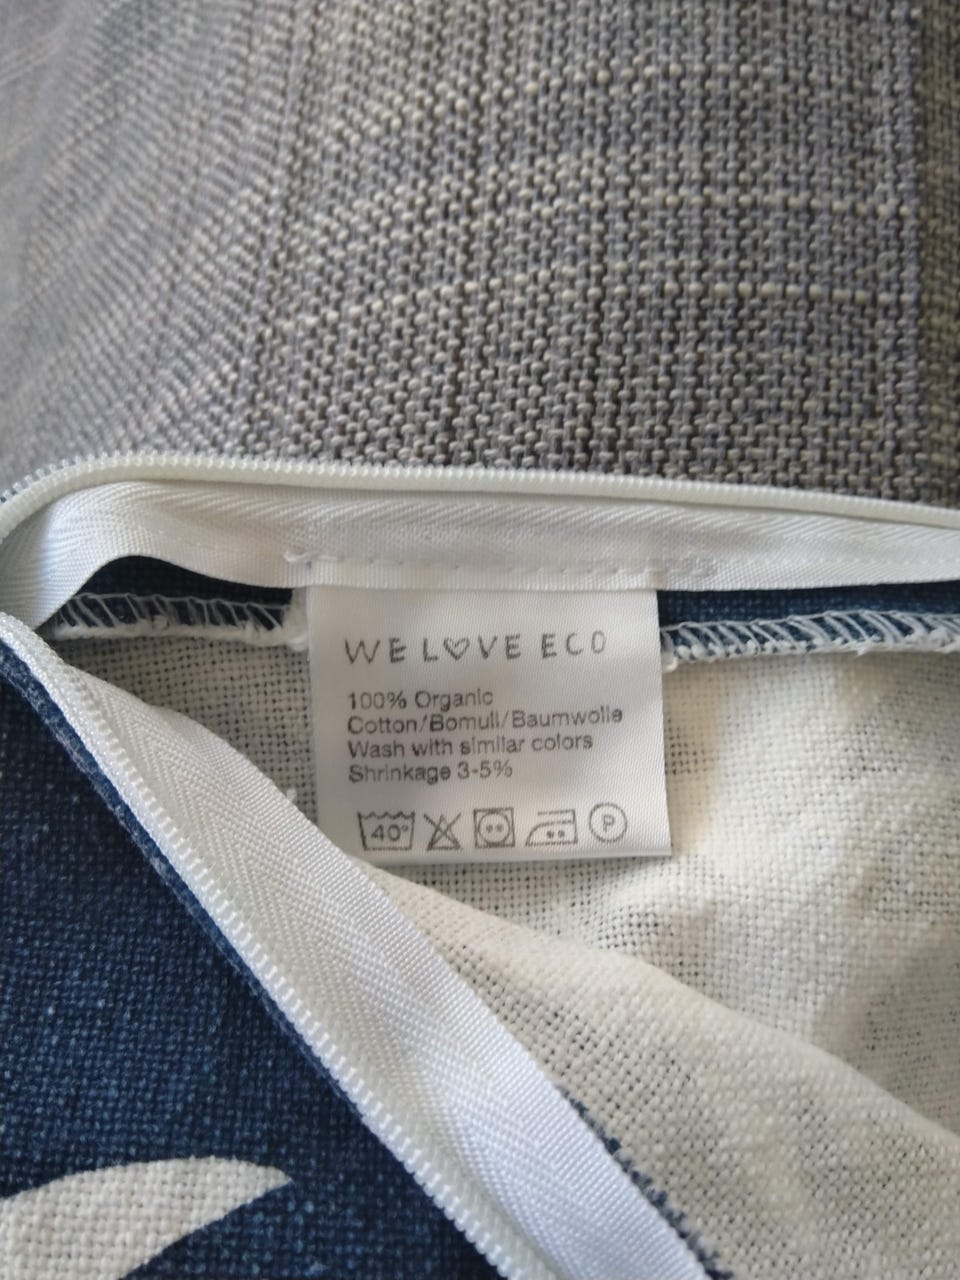 WE LOVE ECO
100% Organic
Cotton/Bomull/Baumwolle
Wash with similar colors
Shrinkage 3-5%
40° P